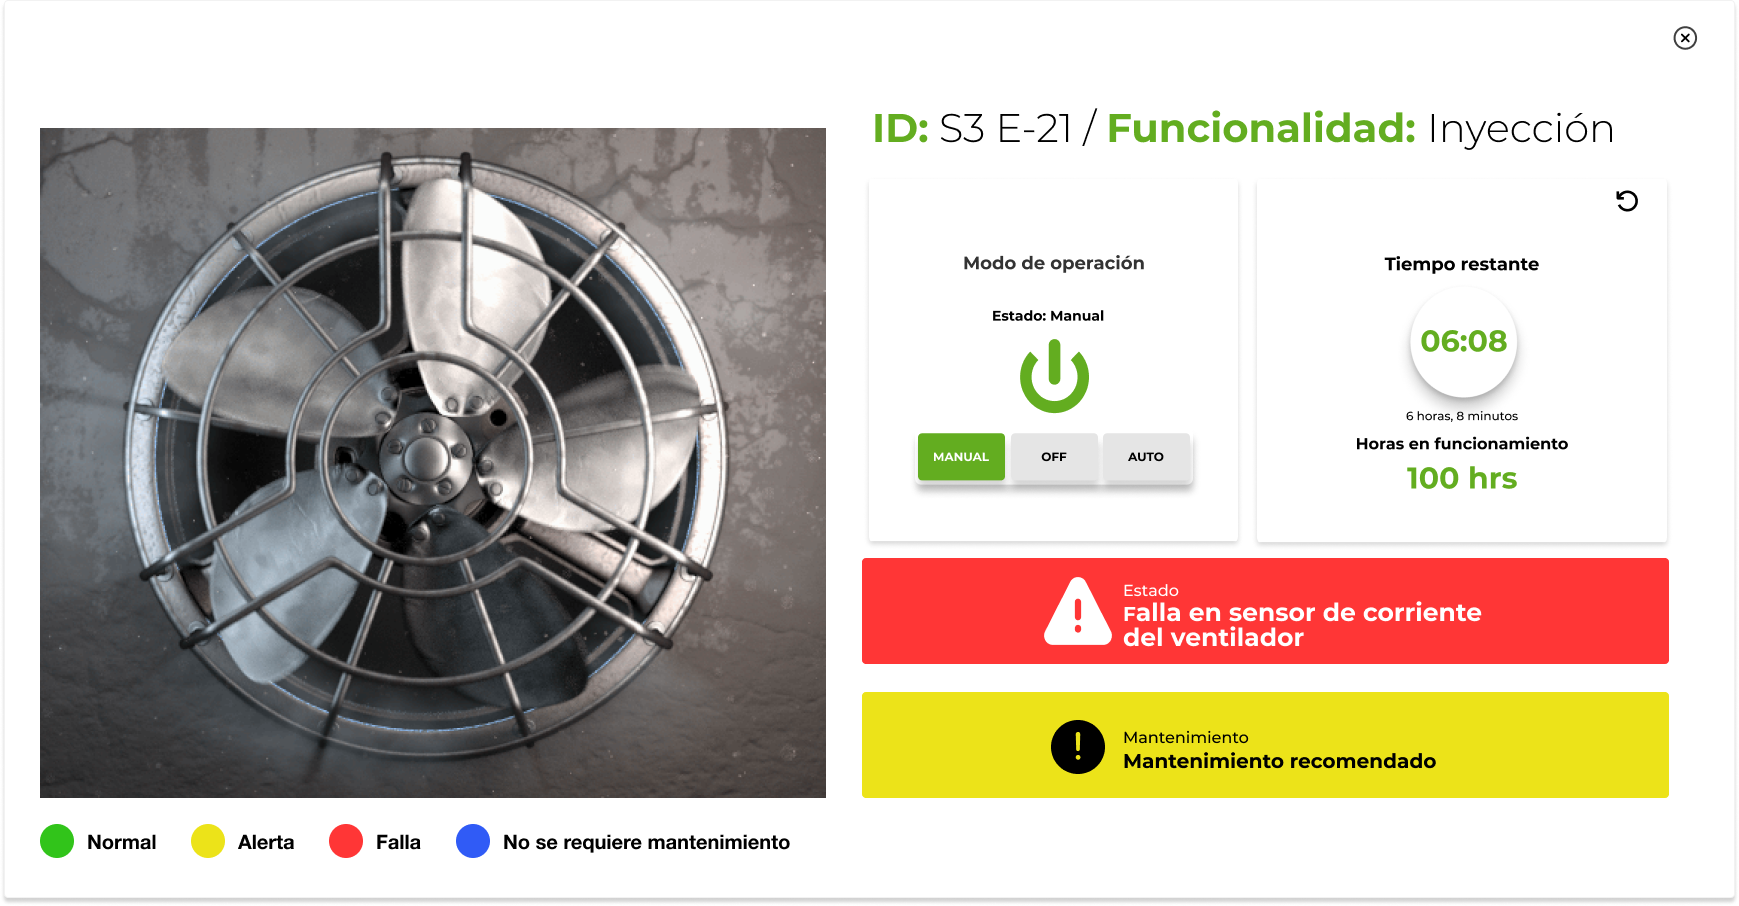 ID: S3 E-21 / Funcionalidad: Inyección
Modo de operación
Estado: Manual
MANUAL
OFF
AUTO
Tiempo restante
06:08
6 horas, 8 minutos
Horas en funcionamiento
100 hrs
Estado
Falla en sensor de corriente
del ventilador
Mantenimiento
Mantenimiento recomendado
Normal
Alerta
Falla
No se requiere mantenimiento